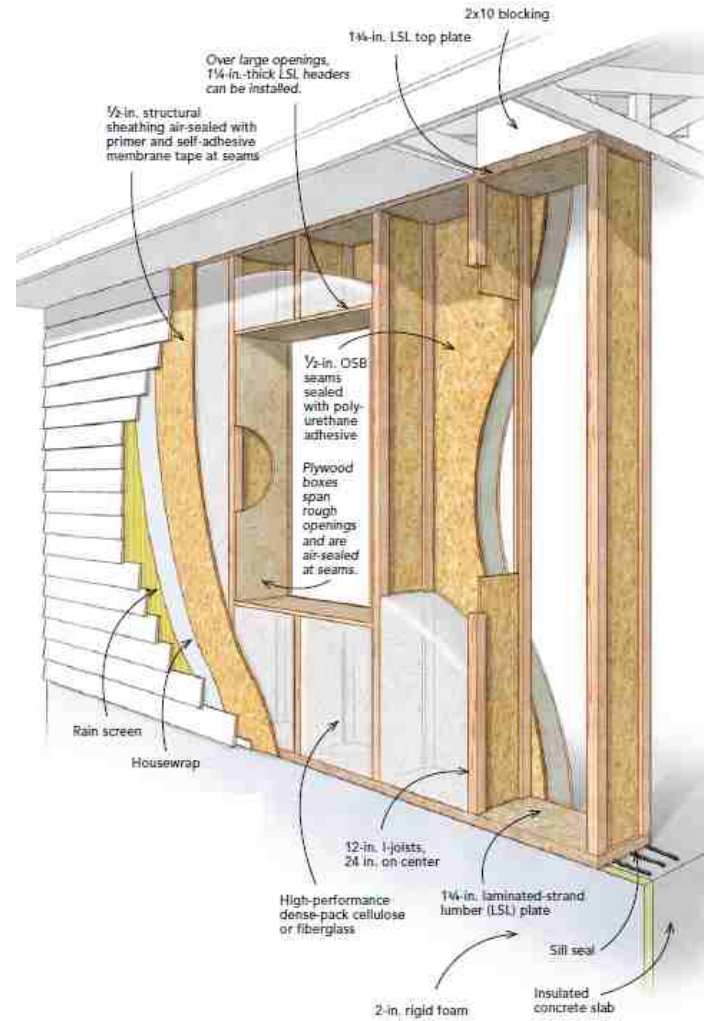 2x10 blocking
1¾-in. LSL top plate
Over large openings,
1¼-in.-thick LSL headers
can be installed.
½-in. structural
sheathing air-sealed with
primer and self-adhesive
membrane tape at seams
½-in. OSB
seams
sealed
with poly-
urethane
adhesive
Plywood
boxes
span
rough
openings
and are
air-sealed
at seams.
Rain screen
Housewrap
12-in. I-joists,
24 in. on center
High-performance
dense-pack cellulose
or fiberglass
1¾-in. laminated-strand
lumber (LSL) plate
Sill seal
2-in. rigid foam
Insulated
concrete slab